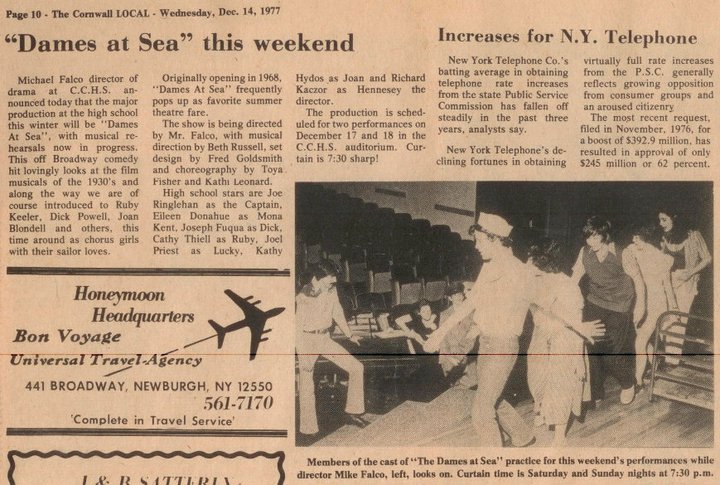 Page 10 - The Cornwall LOCAL - Wednesday, Dec. 14, 1977
"Dames at Sea" this weekend
Michael Falco director of
drama at C.C.H.S. an-
nounced today that the major
production at the high school
this winter will be "Dames
At Sea", with musical re-
hearsals now in progress.
This off Broadway comedy
hit lovingly looks at the film
musicals of the 1930's and
along the way we are of
course introduced to Ruby
Keeler, Dick Powell, Joan
Blondell and others, this
time around as chorus girls
with their sailor loves.
Originally opening in 1968,
"Dames At Sea" frequently
pops up as favorite summer
theatre fare.
The show is being directed
by Mr. Falco, with musical
direction by Beth Russell, set
design by Fred Goldsmith
and choreography by Toya
Fisher and Kathi Leonard.
High school stars are Joe
Ringlehan as the Captain,
Eileen Donahue as Mona
Kent, Joseph Fuqua as Dick,
Cathy Thiell as Ruby, Joel
Priest as Lucky, Kathy
Hydos as Joan and Richard
Kaczor as Hennesey the
director.
The production is sched-
uled for two performances on
December 17 and 18 in the
C.C.H.S. auditorium. Cur-
tain is 7:30 sharp!
Increases for N.Y. Telephone
New York Telephone Co.'s
batting average in obtaining
telephone rate increases
from the state Public Service
Commission has fallen off
steadily in the past three
years, analysts say.
New York Telephone's de-
clining fortunes in obtaining
virtually full rate increases
from the P.S.C. generally
reflects growing opposition
from consumer groups and
an aroused citizenry
The most recent request,
filed in November, 1976, for
a boost of $392.9 million, has
resulted in approval of only
$245 million or 62 percent.
Honeymoon
Headquarters
Bon Voyage
Universal Travel-Agency
441 BROADWAY, NEWBURGH, NY 12550
561-7170
'Complete in Travel Service'
Members of the cast of "The Dames at Sea" practice for this weekend's performances while
director Mike Falco, left, looks on. Curtain time is Saturday and Sunday nights at 7:30 p.m.